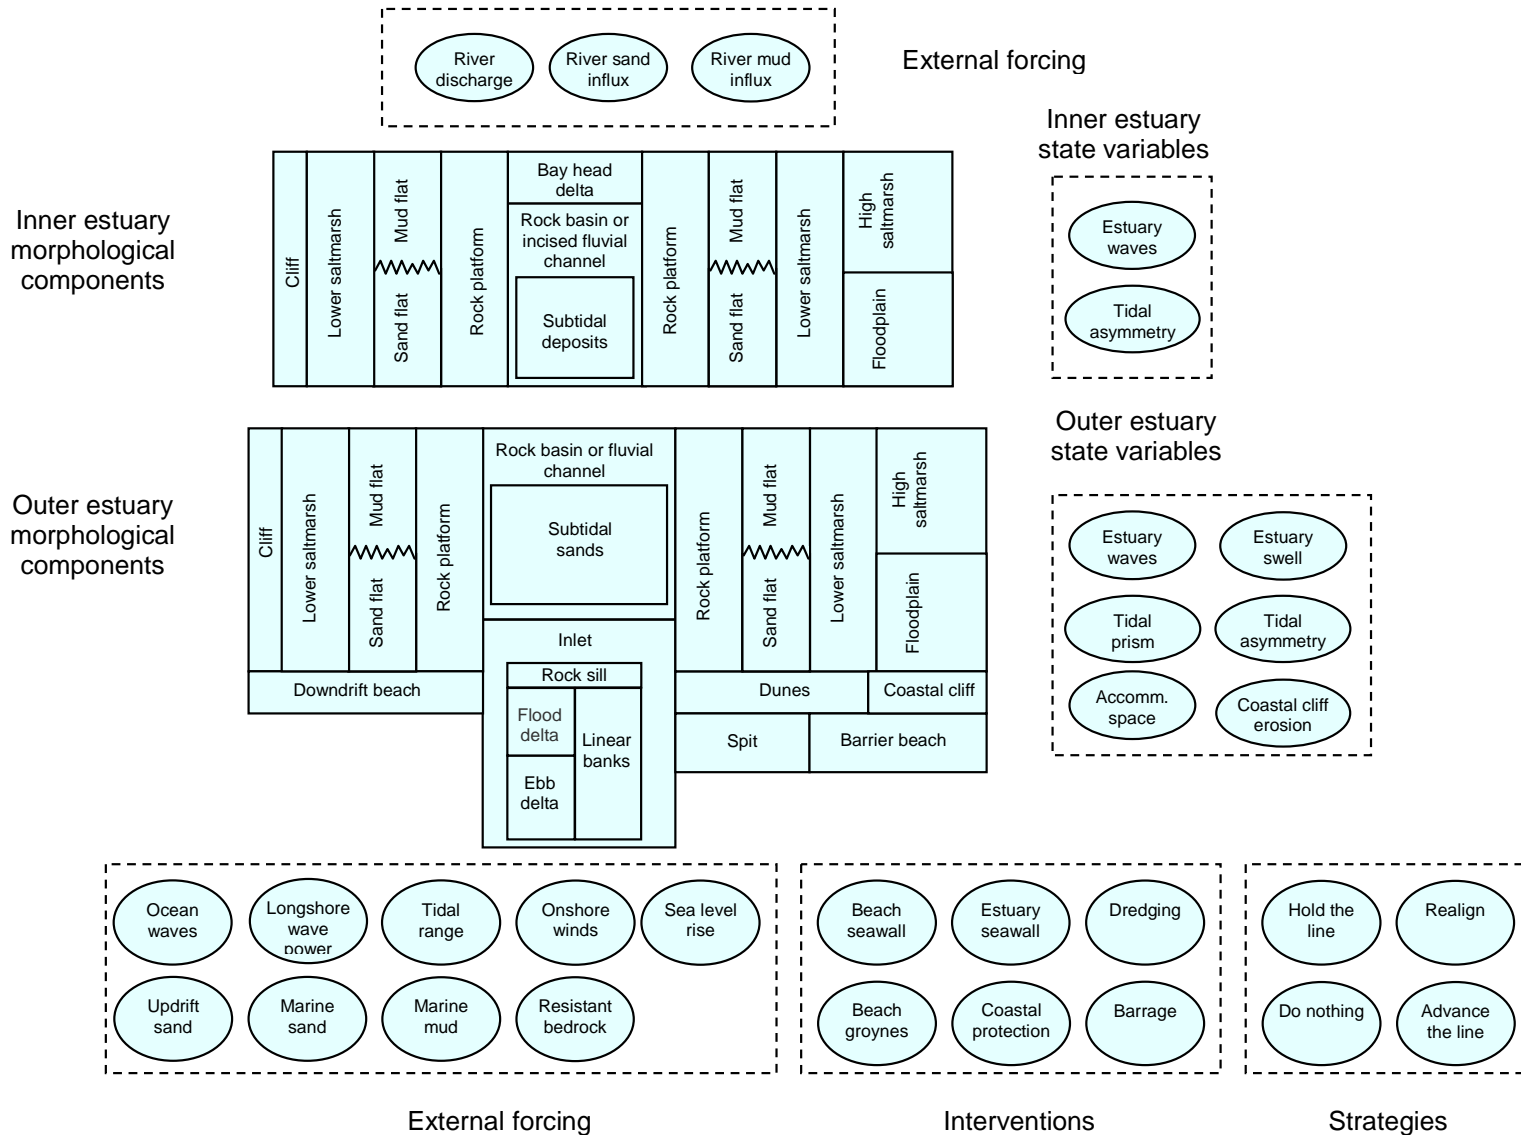 River
discharge
River sand
influx
River mud
influx
External forcing
Inner estuary
state variables
Inner estuary
morphological
components
Cliff
Lower saltmarsh
Mud flat
Sand flat
Rock platform
Bay head
delta
Rock basin or
incised fluvial
channel
Subtidal
deposits
Rock platform
Mud flat
Sand flat
Lower saltmarsh
High
saltmarsh
Floodplain
Estuary
waves
Tidal
asymmetry
Outer estuary
state variables
Outer estuary
morphological
components
Cliff
Lower saltmarsh
Mud flat
Sand flat
Rock platform
Rock basin or fluvial
channel
Subtidal
sands
Rock platform
Mud flat
Sand flat
Lower saltmarsh
High
saltmarsh
Floodplain
Inlet
Rock sill
Flood
delta
Ebb
delta
Linear
banks
Downdrift beach
Dunes
Coastal cliff
Spit
Barrier beach
Estuary
waves
Estuary
swell
Tidal
prism
Tidal
asymmetry
Accomm.
space
Coastal cliff
erosion
Ocean
waves
Longshore
wave
power
Tidal
range
Onshore
winds
Sea level
rise
Updrift
sand
Marine
sand
Marine
mud
Resistant
bedrock
Beach
seawall
Estuary
seawall
Dredging
Beach
groynes
Coastal
protection
Barrage
Hold the
line
Realign
Do nothing
Advance
the line
External forcing
Interventions
Strategies